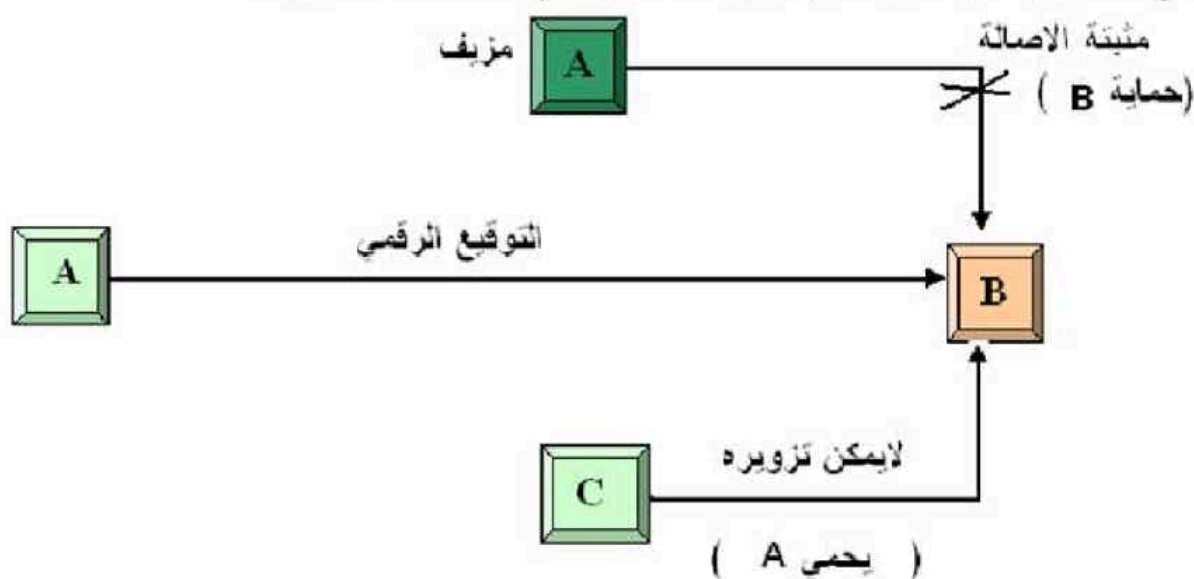 مزيف
A
مثبتة الاصالة
(حماية B )
التوقيع الرقمي
A
B
لايمكن تزويره
C
( يحمي A )